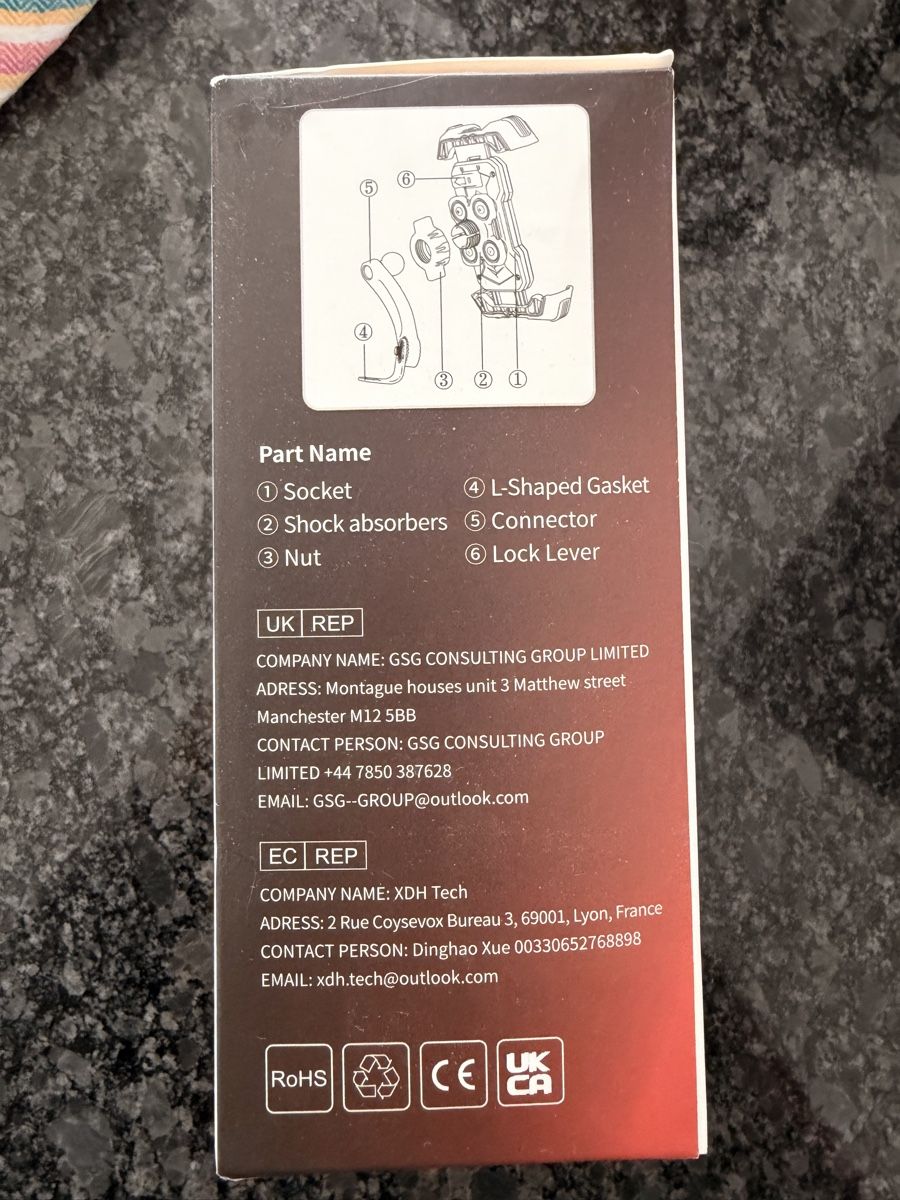 ⑤
⑥
④
③ ② ①
Part Name
① Socket ④ L-Shaped Gasket
② Shock absorbers ⑤ Connector
③ Nut ⑥ Lock Lever
UK REP
COMPANY NAME: GSG CONSULTING GROUP LIMITED
ADRESS: Montague houses unit 3 Matthew street
Manchester M12 5BB
CONTACT PERSON: GSG CONSULTING GROUP
LIMITED +44 7850 387628
EMAIL: GSG--GROUP@outlook.com
EC REP
COMPANY NAME: XDH Tech
ADRESS: 2 Rue Coysevox Bureau 3, 69001, Lyon, France
CONTACT PERSON: Dinghao Xue 00330652768898
EMAIL: xdh.tech@outlook.com
RoHS CE UK
CA